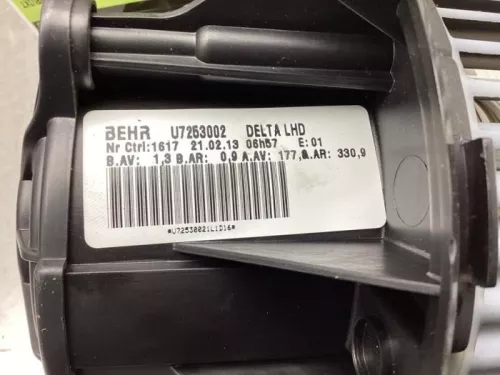 BEHR U7253002 DELTA LHD
Nr Ctrl:1617 21.02.13 06h57 E:01
B.AV: 1,3 B.AR: 0,9 A.AV: 177, A.AR: 330,9
*U72530021L1D16*